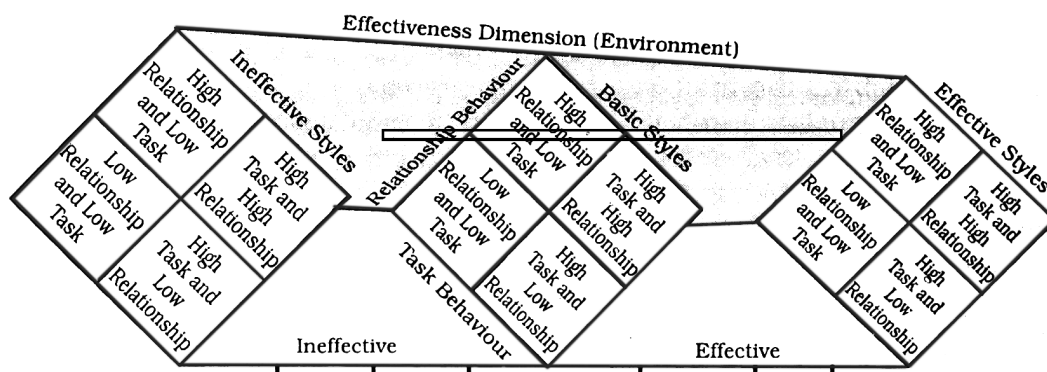 Effectiveness Dimension (Environment)
Ineffective Styles
High
Relationship
and Low
Task
Low
Relationship
and Low
Task
High
Task and
High
Relationship
High
Task and
Low
Relationship
Relationship Behaviour
Basic Styles
High
Relationship
and Low
Task
Low
Relationship
and Low
Task
High
Task and
High
Relationship
High
Task and
Low
Relationship
Task Behaviour
Effective Styles
High
Relationship
and Low
Task
Low
Relationship
and Low
Task
High
Task and
High
Relationship
High
Task and
Low
Relationship
Ineffective
Effective